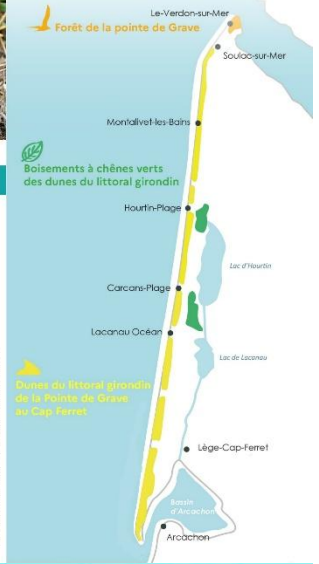 Le-Verdon-sur-Mer
Forêt de la pointe de Grave
Soulac-sur-Mer
Montalivet-les-Bains
Boisements à chênes verts
des dunes du littoral girondin
Hourtin-Plage
Lac d'Hourtin
Carcans-Plage
Lacanau Océan
Lac de Lacanau
Dunes du littoral girondin
de la Pointe de Grave
au Cap Ferret
Lège-Cap-Ferret
Bassin
d'Arcachon
Arcachon